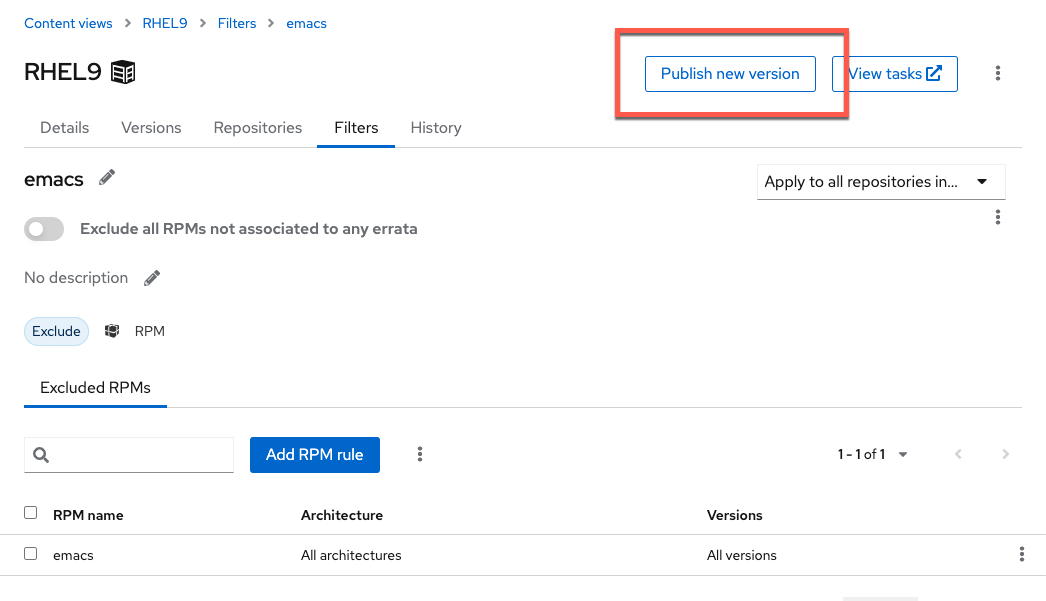 Content views > RHEL9 > Filters > emacs
RHEL9
Publish new version
View tasks
Details Versions Repositories Filters History
emacs
Apply to all repositories in...
Exclude all RPMs not associated to any errata
No description
Exclude RPM
Excluded RPMs
Add RPM rule
1 - 1 of 1
RPM name Architecture Versions
emacs All architectures All versions